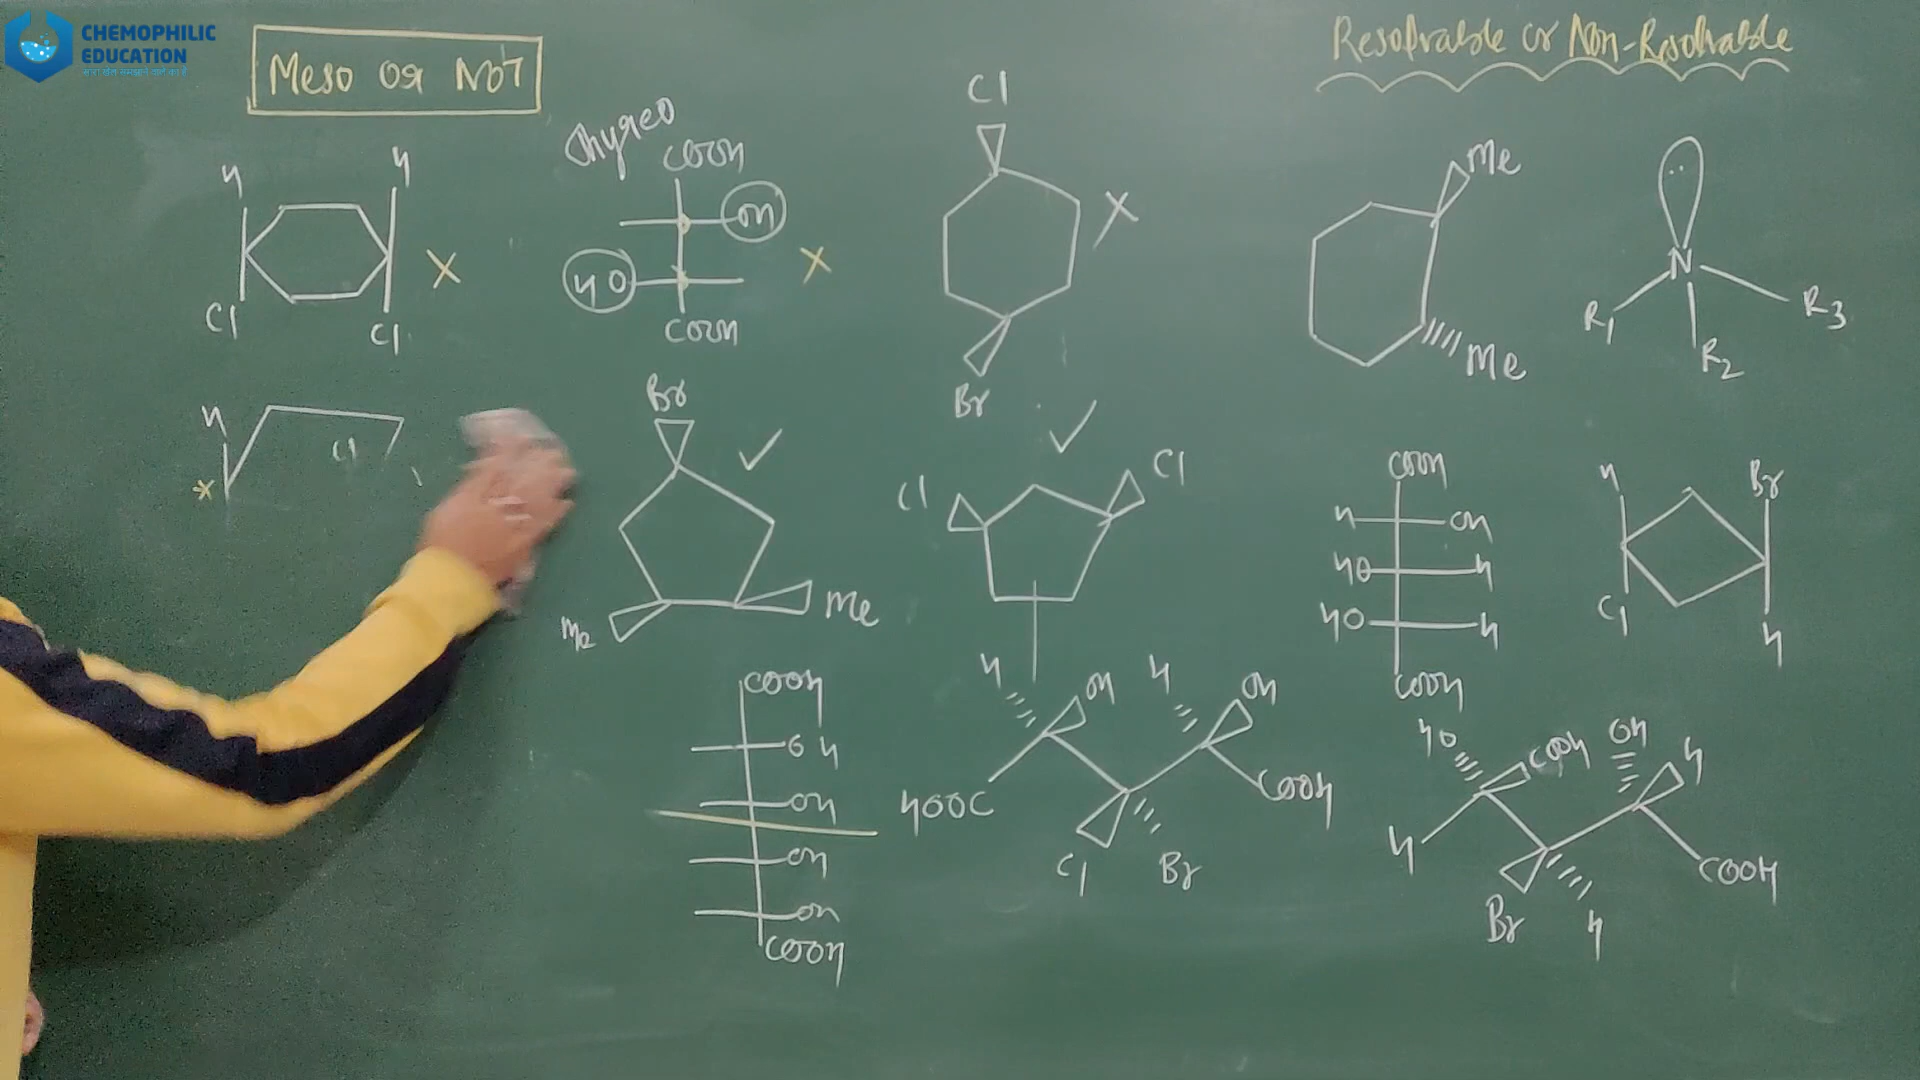 CHEMOPHILIC
EDUCATION
Meso or Not
Resolvable or Non-Resolvable
H
H
Cl
Cl
X
Thyreo
COOH
OH
HO
COOH
X
Cl
Br
X
Me
Me
N
R1
R2
R3
H
Cl
x
Br
Me
Me
✓
✓
Cl
Cl
COOH
H
OH
HO
H
HO
H
COOH
H
Br
Cl
H
COOH
OH
OH
OH
OH
COOH
H
OH
H
OH
HOOC
COOH
Cl
Br
HO
COOH
OH
H
H
COOH
Br
H